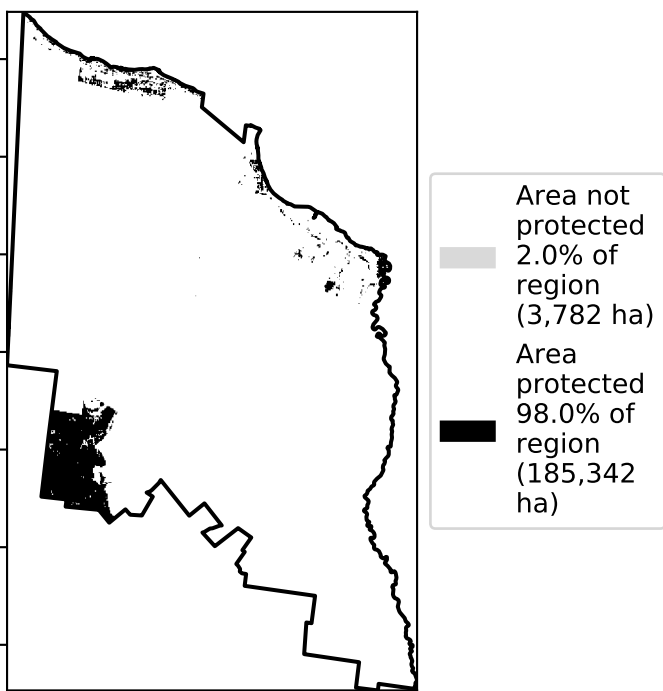 Area not
protected
2.0% of
region
(3,782 ha)
Area
protected
98.0% of
region
(185,342
ha)